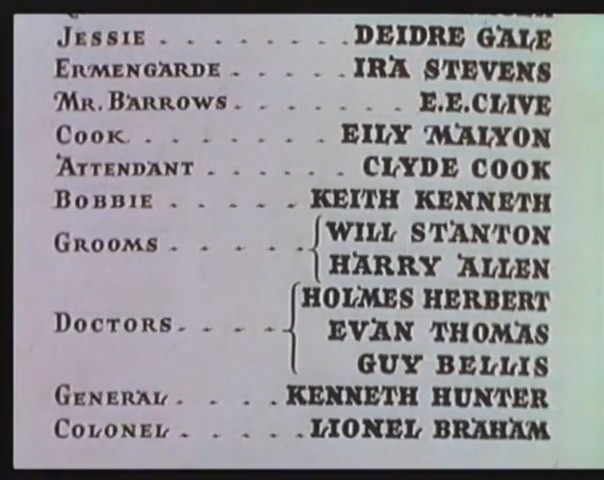 JESSIE . . . . . . . DEIDRE GALE
ERMENGARDE . . . . . IRA STEVENS
MR. BARROWS . . . . . . E.E.CLIVE
COOK . . . . . . . EILY MALYON
ATTENDANT . . . . . . CLYDE COOK
BOBBIE . . . . . KEITH KENNETH
GROOMS . . . . . WILL STANTON
HARRY ALLEN
HOLMES HERBERT
DOCTORS . . . . EVAN THOMAS
GUY BELLIS
GENERAL . . . . KENNETH HUNTER
COLONEL . . . . . LIONEL BRAHAM